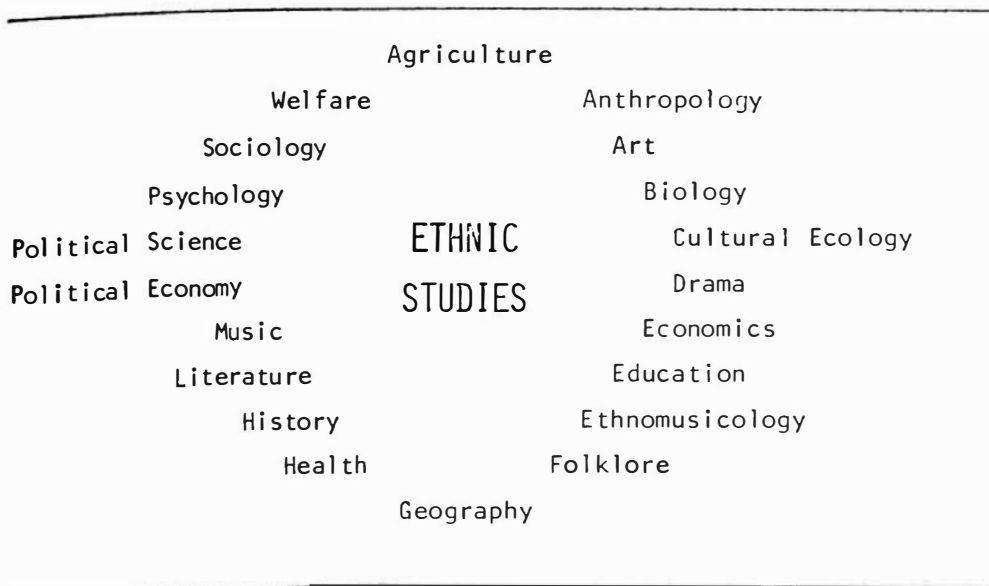 Agriculture
Welfare Anthropology
Sociology Art
Psychology Biology
Political Science ETHNIC Cultural Ecology
Political Economy STUDIES Drama
Music Economics
Literature Education
History Ethnomusicology
Health Folklore
Geography